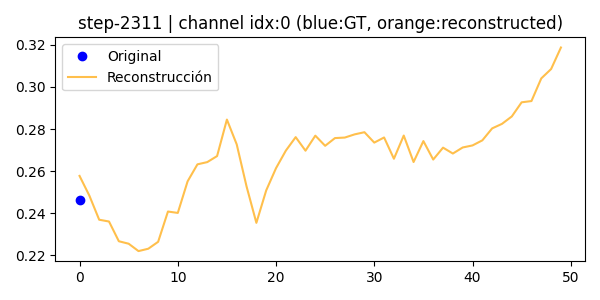 step-2311 | channel idx:0 (blue:GT, orange:reconstructed)
Original
Reconstrucción
0.32
0.30
0.28
0.26
0.24
0.22
0 10 20 30 40 50